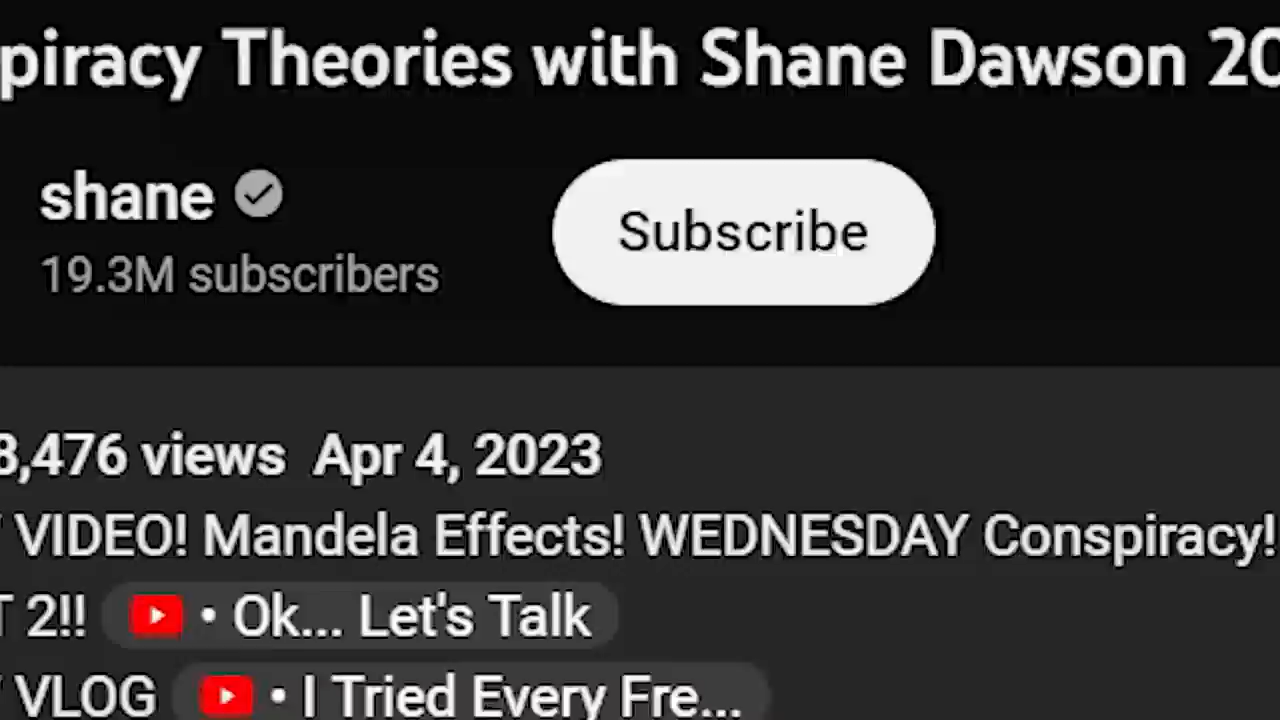 piracy Theories with Shane Dawson 20
shane
Subscribe
19.3M subscribers
8,476 views Apr 4, 2023
VIDEO! Mandela Effects! WEDNESDAY Conspiracy!
T 2!! • Ok... Let's Talk
VLOG • I Tried Every Fre...